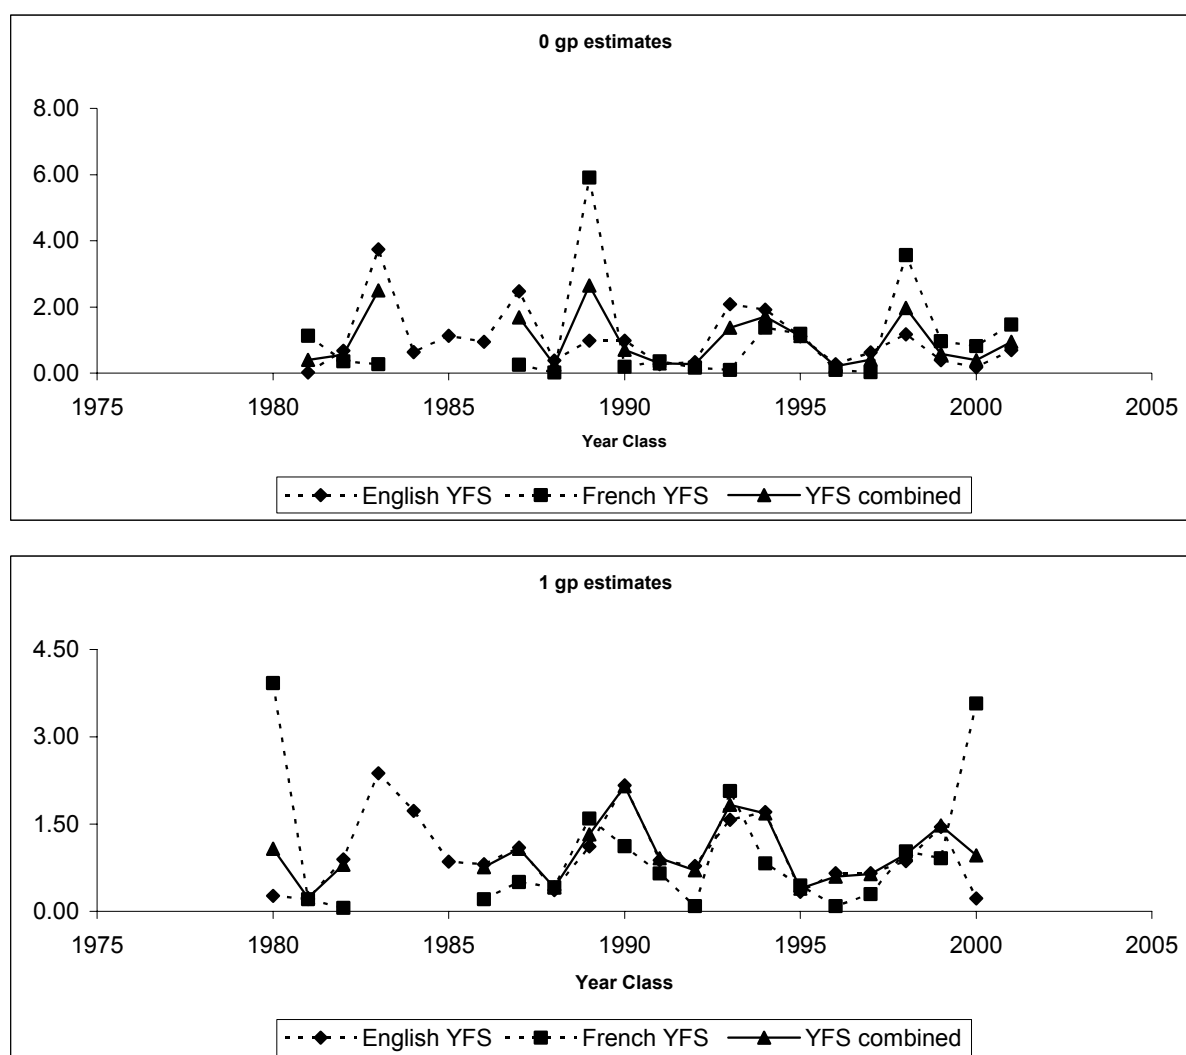 0 gp estimates
8.00
6.00
4.00
2.00
0.00
1975 1980 1985 1990 1995 2000 2005
Year Class
English YFS French YFS YFS combined
1 gp estimates
4.50
3.00
1.50
0.00
1975 1980 1985 1990 1995 2000 2005
Year Class
English YFS French YFS YFS combined